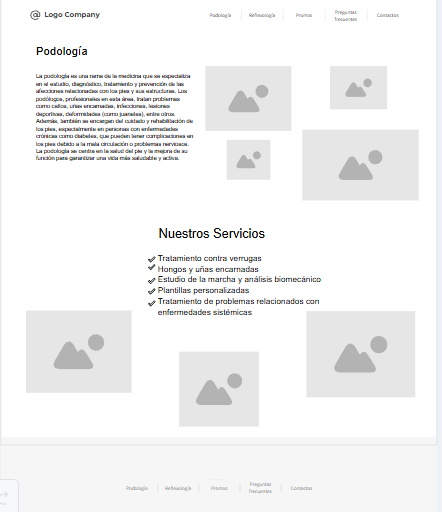 @ Logo Company
Podología
Reflexología
Promos
Preguntas
frecuentes
Contactos
Podología
La podología es una rama de la medicina que se especializa
en el estudio, diagnóstico, tratamiento y prevención de las
afecciones relacionadas con los pies y sus estructuras. Los
podólogos, profesionales en esta área, tratan problemas
como callos, uñas encarnadas, infecciones, lesiones
deportivas, deformidades (como juanetes), entre otros.
Además, también se encargan del cuidado y rehabilitación de
los pies, especialmente en personas con enfermedades
crónicas como diabetes, que pueden tener complicaciones en
los pies debido a la mala circulación o problemas nerviosos.
La podología se centra en la salud del pie y la mejora de su
función para garantizar una vida más saludable y activa.
Nuestros Servicios
Tratamiento contra verrugas
Hongos y uñas encarnadas
Estudio de la marcha y análisis biomecánico
Plantillas personalizadas
Tratamiento de problemas relacionados con
enfermedades sistémicas
Podología
Reflexología
Promos
Preguntas
frecuentes
Contactos